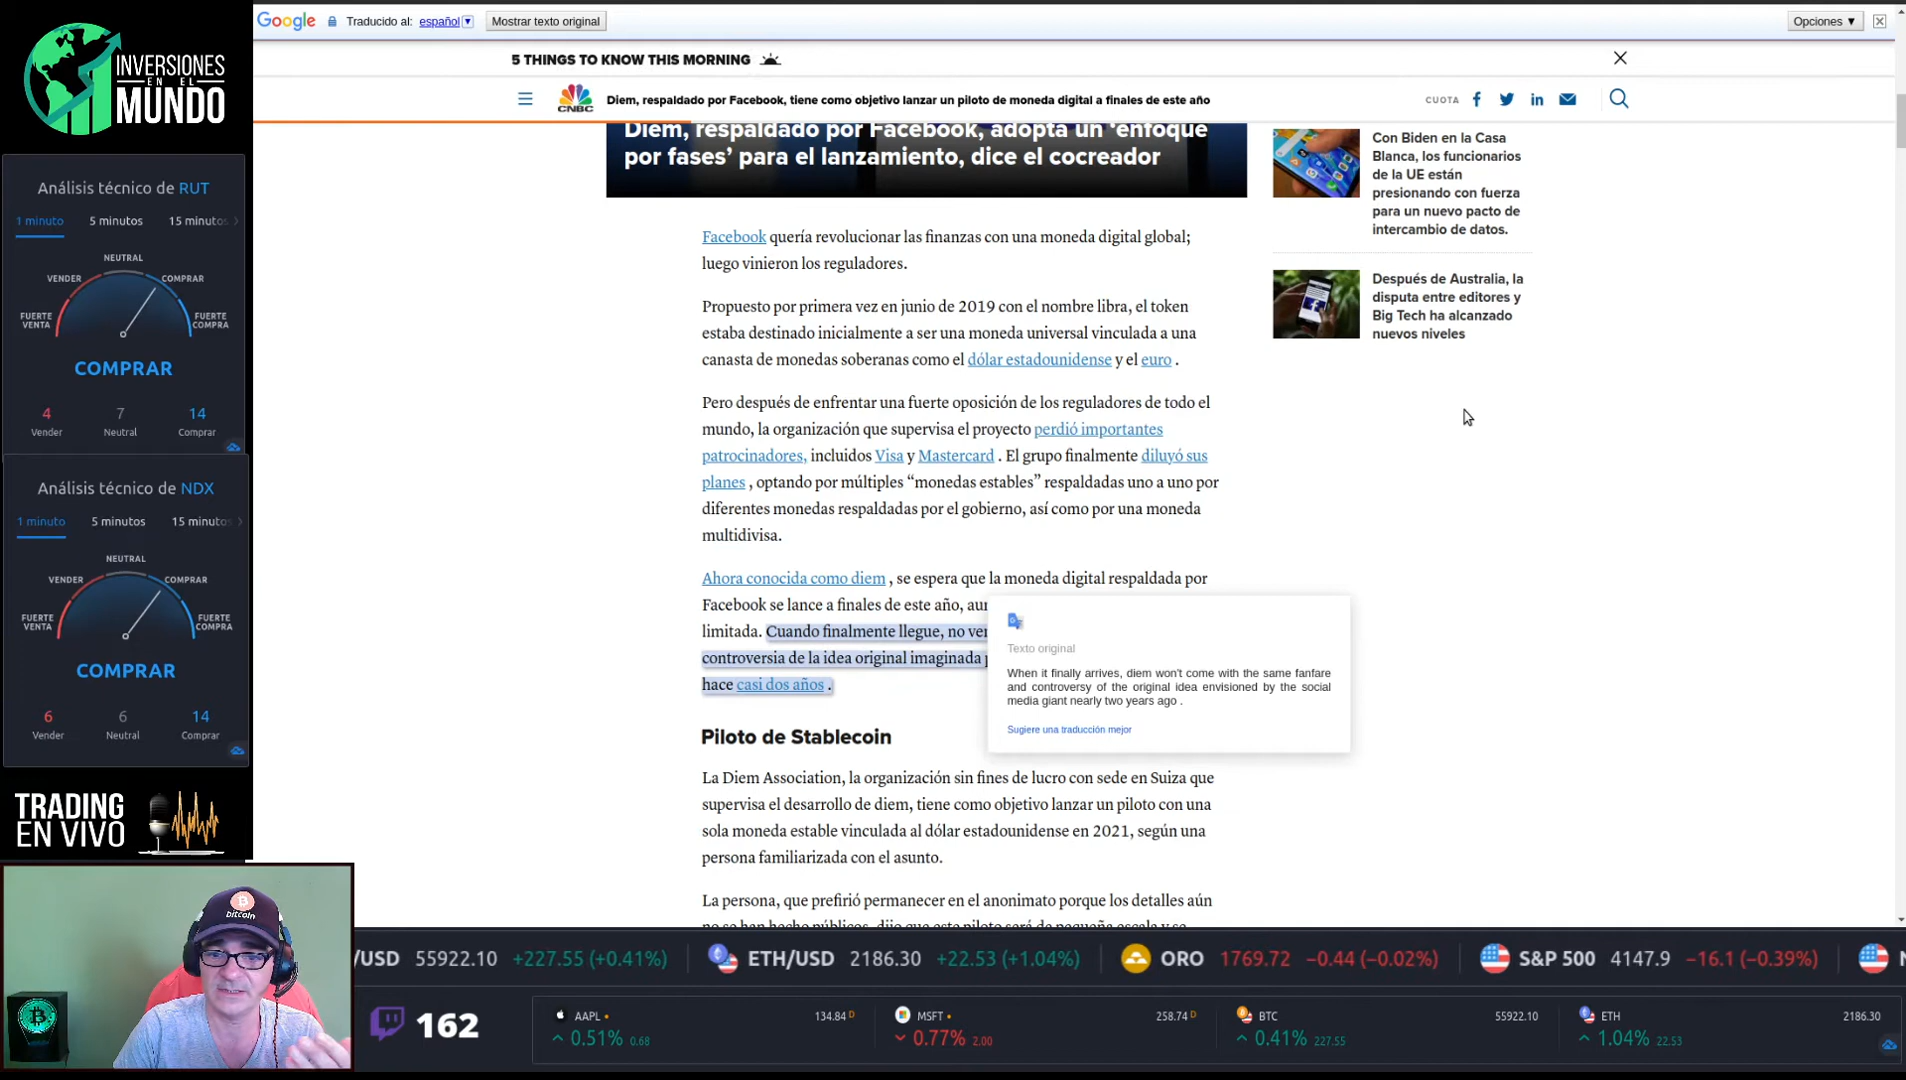 Google Traducido al: español Mostrar texto original Opciones ▼
5 THINGS TO KNOW THIS MORNING
CNBC Diem, respaldado por Facebook, tiene como objetivo lanzar un piloto de moneda digital a finales de este año CUOTA
Diem, respaldado por Facebook, adopta un ‘enfoque
por fases’ para el lanzamiento, dice el cocreador
Con Biden en la Casa
Blanca, los funcionarios
de la UE están
presionando con fuerza
para un nuevo pacto de
intercambio de datos.
Después de Australia, la
disputa entre editores y
Big Tech ha alcanzado
nuevos niveles
Facebook quería revolucionar las finanzas con una moneda digital global;
luego vinieron los reguladores.
Propuesto por primera vez en junio de 2019 con el nombre libra, el token
estaba destinado inicialmente a ser una moneda universal vinculada a una
canasta de monedas soberanas como el dólar estadounidense y el euro .
Pero después de enfrentar una fuerte oposición de los reguladores de todo el
mundo, la organización que supervisa el proyecto perdió importantes
patrocinadores, incluidos Visa y Mastercard . El grupo finalmente diluyó sus
planes , optando por múltiples “monedas estables” respaldadas uno a uno por
diferentes monedas respaldadas por el gobierno, así como por una moneda
multidivisa.
Ahora conocida como diem , se espera que la moneda digital respaldada por
Facebook se lance a finales de este año,
limitada. Cuando finalmente llegue, no
controversia de la idea original imaginada
hace casi dos años .
Texto original
When it finally arrives, diem won't come with the same fanfare
and controversy of the original idea envisioned by the social
media giant nearly two years ago .
Sugiere una traducción mejor
Piloto de Stablecoin
La Diem Association, la organización sin fines de lucro con sede en Suiza que
supervisa el desarrollo de diem, tiene como objetivo lanzar un piloto con una
sola moneda estable vinculada al dólar estadounidense en 2021, según una
persona familiarizada con el asunto.
La persona, que prefirió permanecer en el anonimato porque los detalles aún
no se han hecho públicos, dijo que este piloto será de pequeña escala y se
INVERSIONES
EN EL
MUNDO
Análisis técnico de RUT
1 minuto 5 minutos 15 minutos
NEUTRAL
VENDER COMPRAR
FUERTE VENTA FUERTE COMPRA
COMPRAR
4 7 14
Vender Neutral Comprar
Análisis técnico de NDX
1 minuto 5 minutos 15 minutos
NEUTRAL
VENDER COMPRAR
FUERTE VENTA FUERTE COMPRA
COMPRAR
6 6 14
Vender Neutral Comprar
TRADING
EN VIVO
bitcoin
/USD 55922.10 +227.55 (+0.41%) ETH/USD 2186.30 +22.53 (+1.04%) ORO 1769.72 −0.44 (−0.02%) S&P 500 4147.9 −16.1 (−0.39%)
162
AAPL 134.84 D MSFT 258.74 D BTC 55922.10 ETH 2186.30
0.51% 0.68 0.77% 2.00 0.41% 227.55 1.04% 22.53